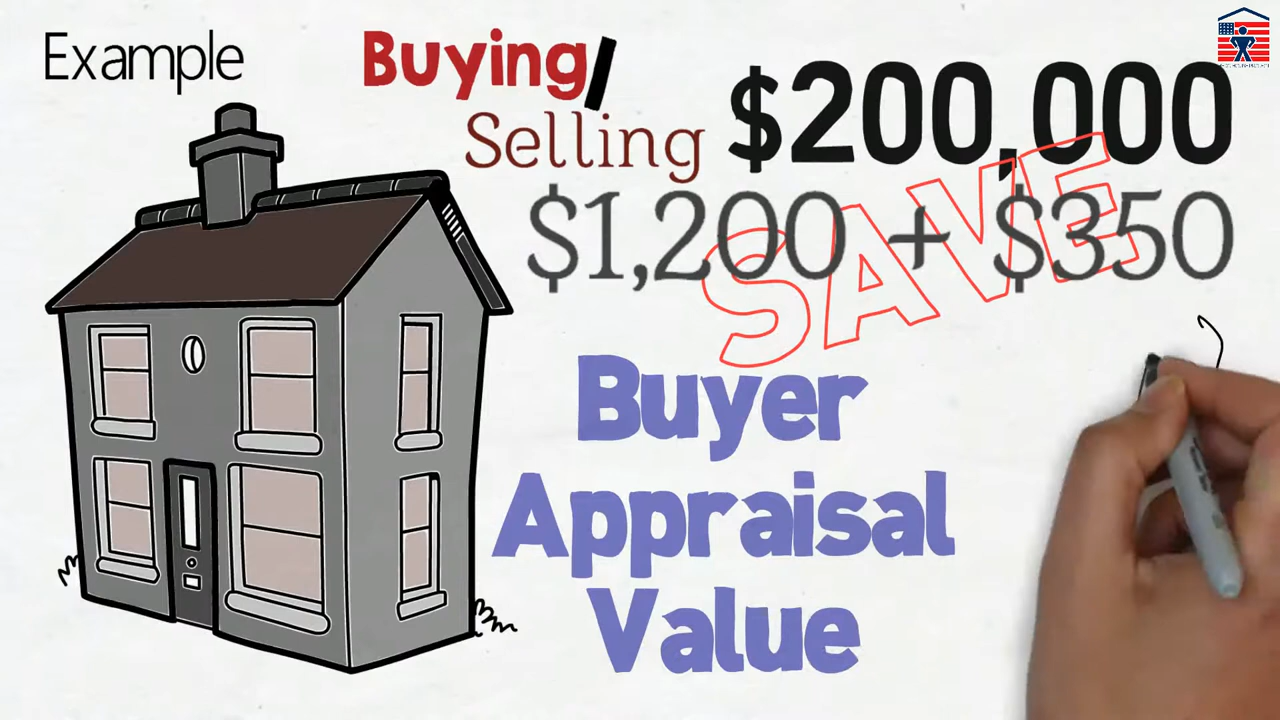 Example
Buying/
Selling
$200,000
$1,200 + $350
SAVE
Buyer
Appraisal
Value